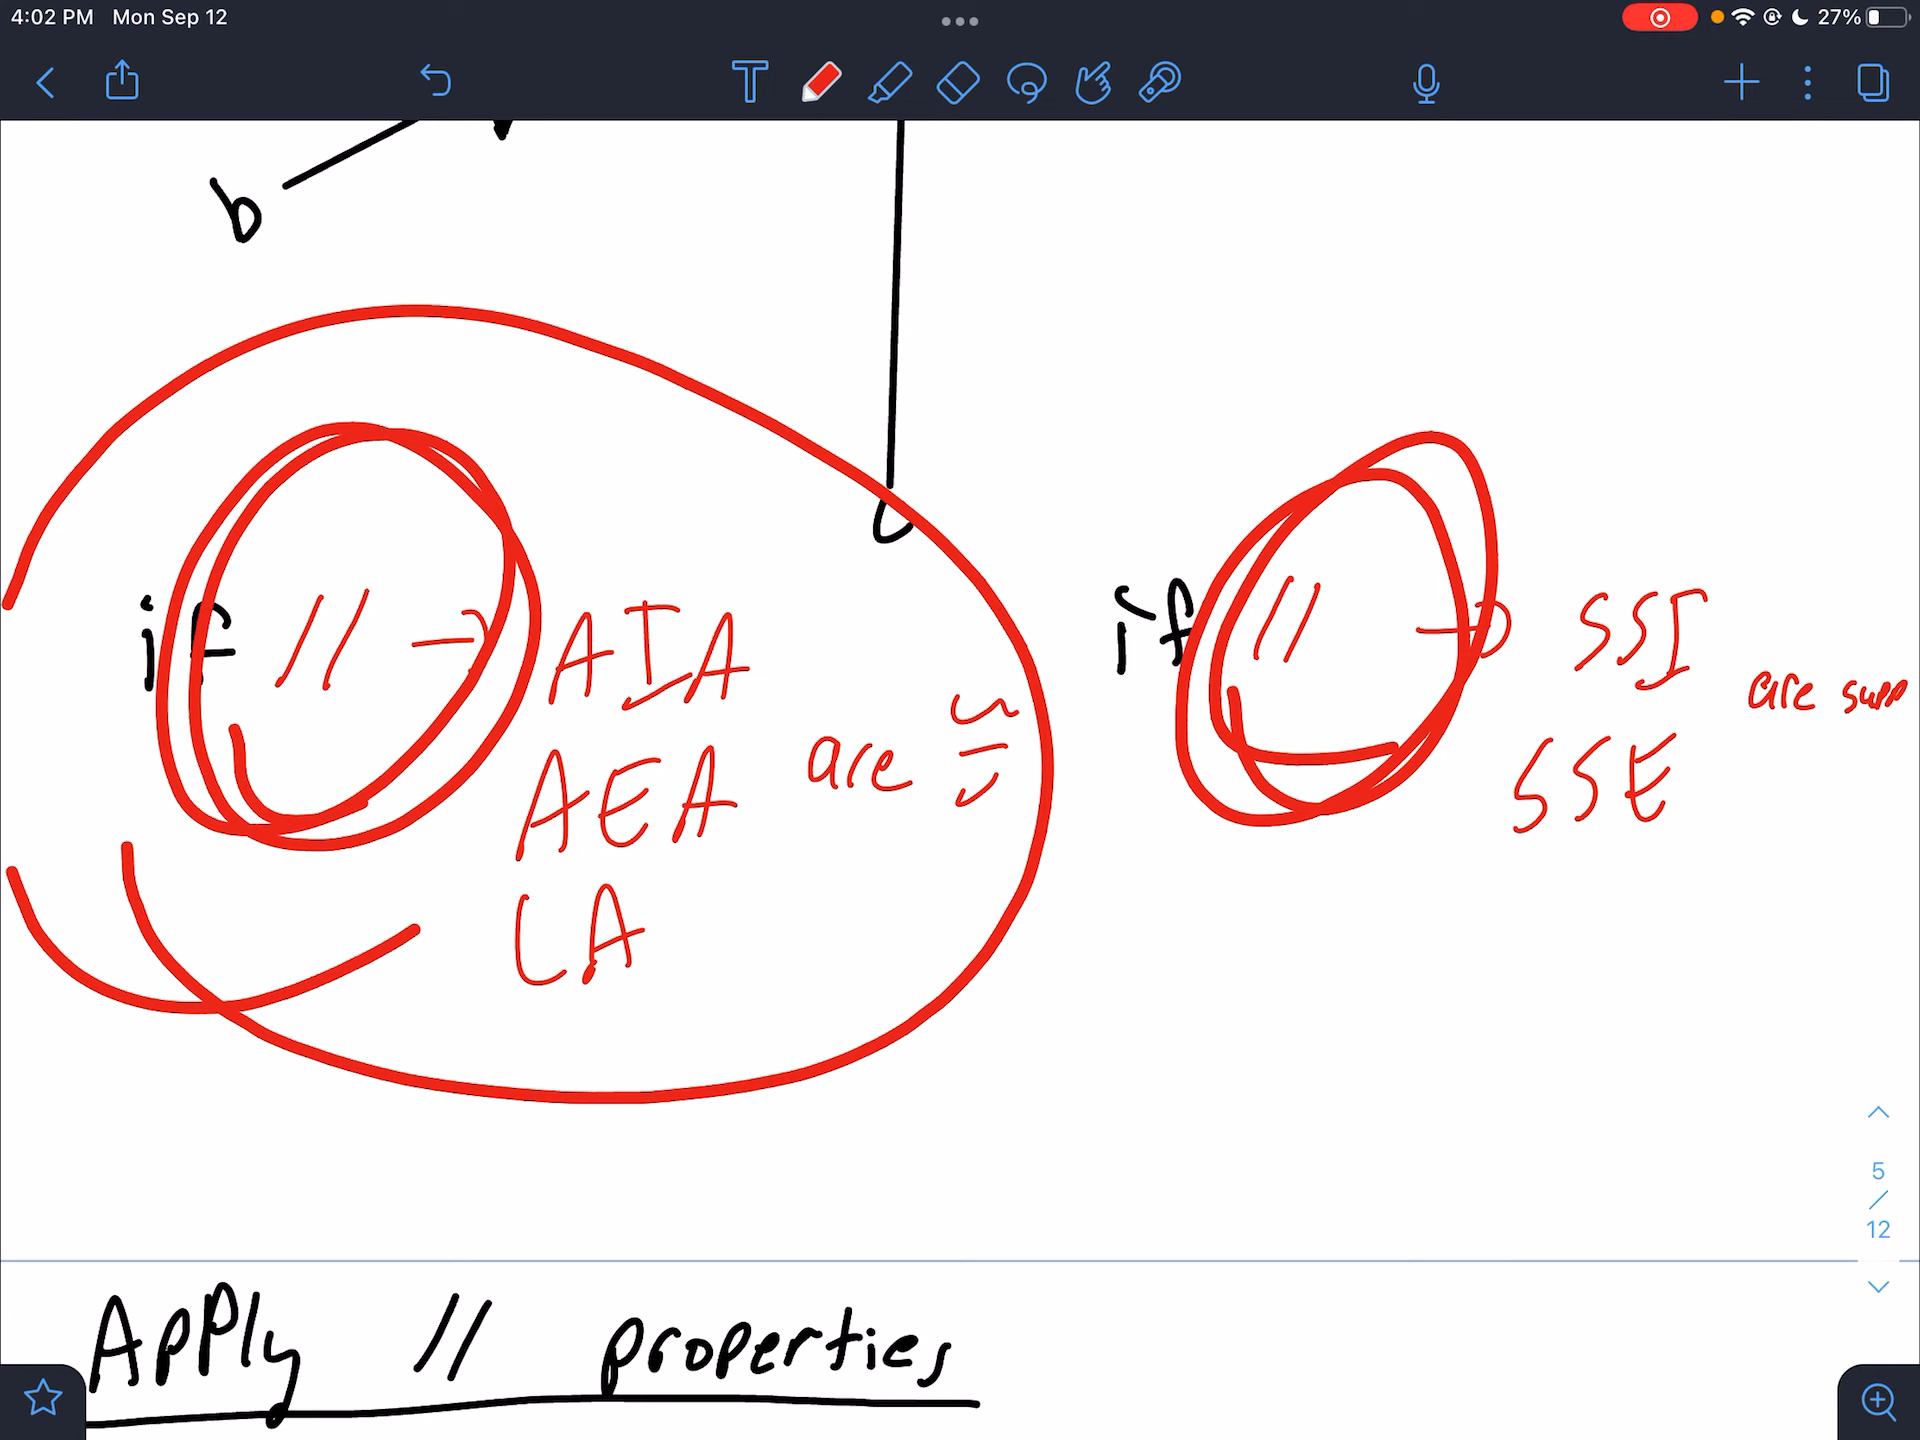 4:02 PM Mon Sep 12
27%
T
b
c
if // → AIA
AEA are ≅
LA
if // → SSI
are supp
SSE
5
/
12
Apply // properties